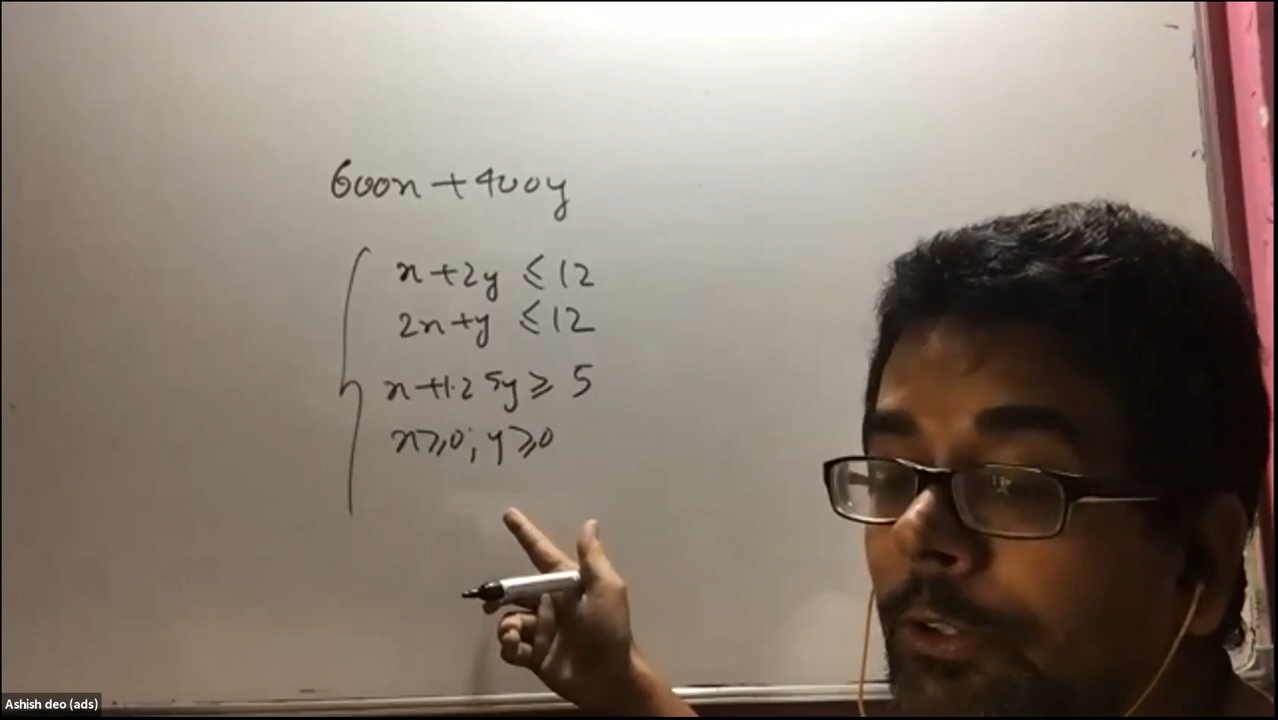 600x + 400y
x + 2y ≤ 12
2x + y ≤ 12
x + 1.25y ≥ 5
x ≥ 0; y ≥ 0
Ashish deo (ads)